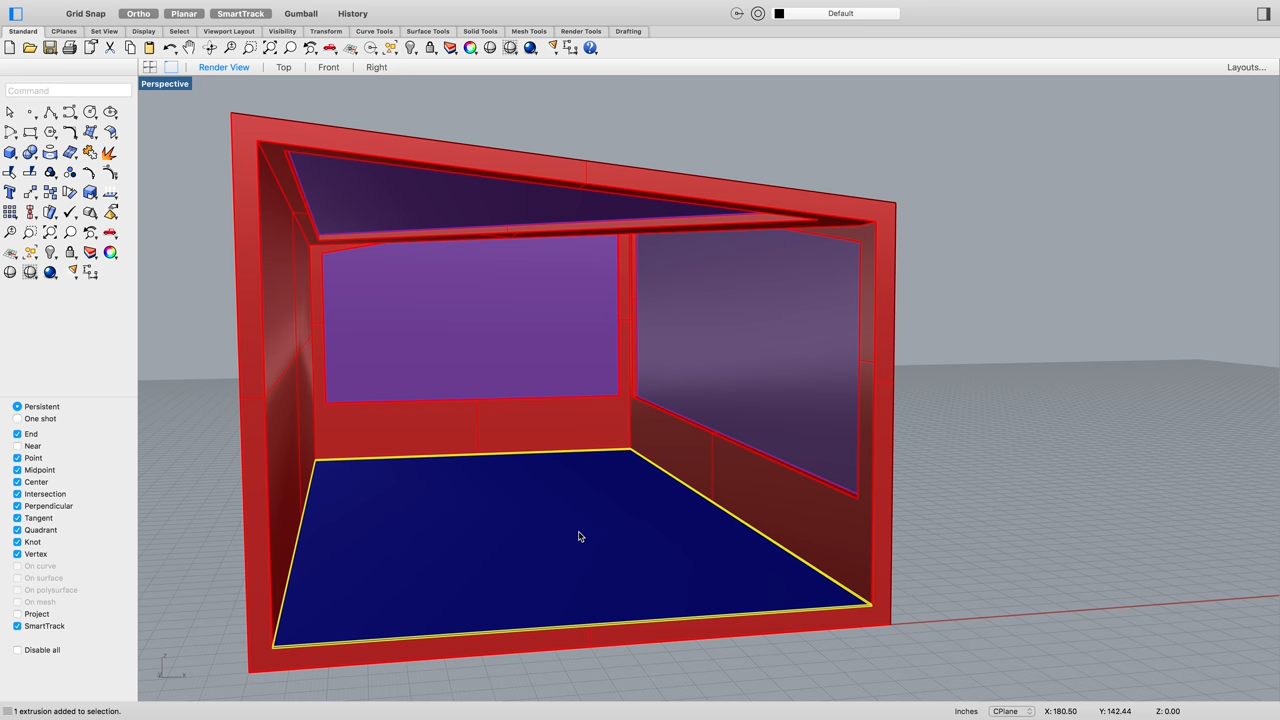 Grid Snap Ortho Planar SmartTrack Gumball History Default
Standard CPlanes Set View Display Select Viewport Layout Visibility Transform Curve Tools Surface Tools Solid Tools Mesh Tools Render Tools Drafting
Render View Top Front Right Layouts...
Perspective
Command
Persistent
One shot
End
Near
Point
Midpoint
Center
Intersection
Perpendicular
Tangent
Quadrant
Knot
Vertex
On curve
On surface
On polysurface
On mesh
Project
SmartTrack
Disable all
z
x
1 extrusion added to selection. Inches CPlane X: 180.50 Y: 142.44 Z: 0.00